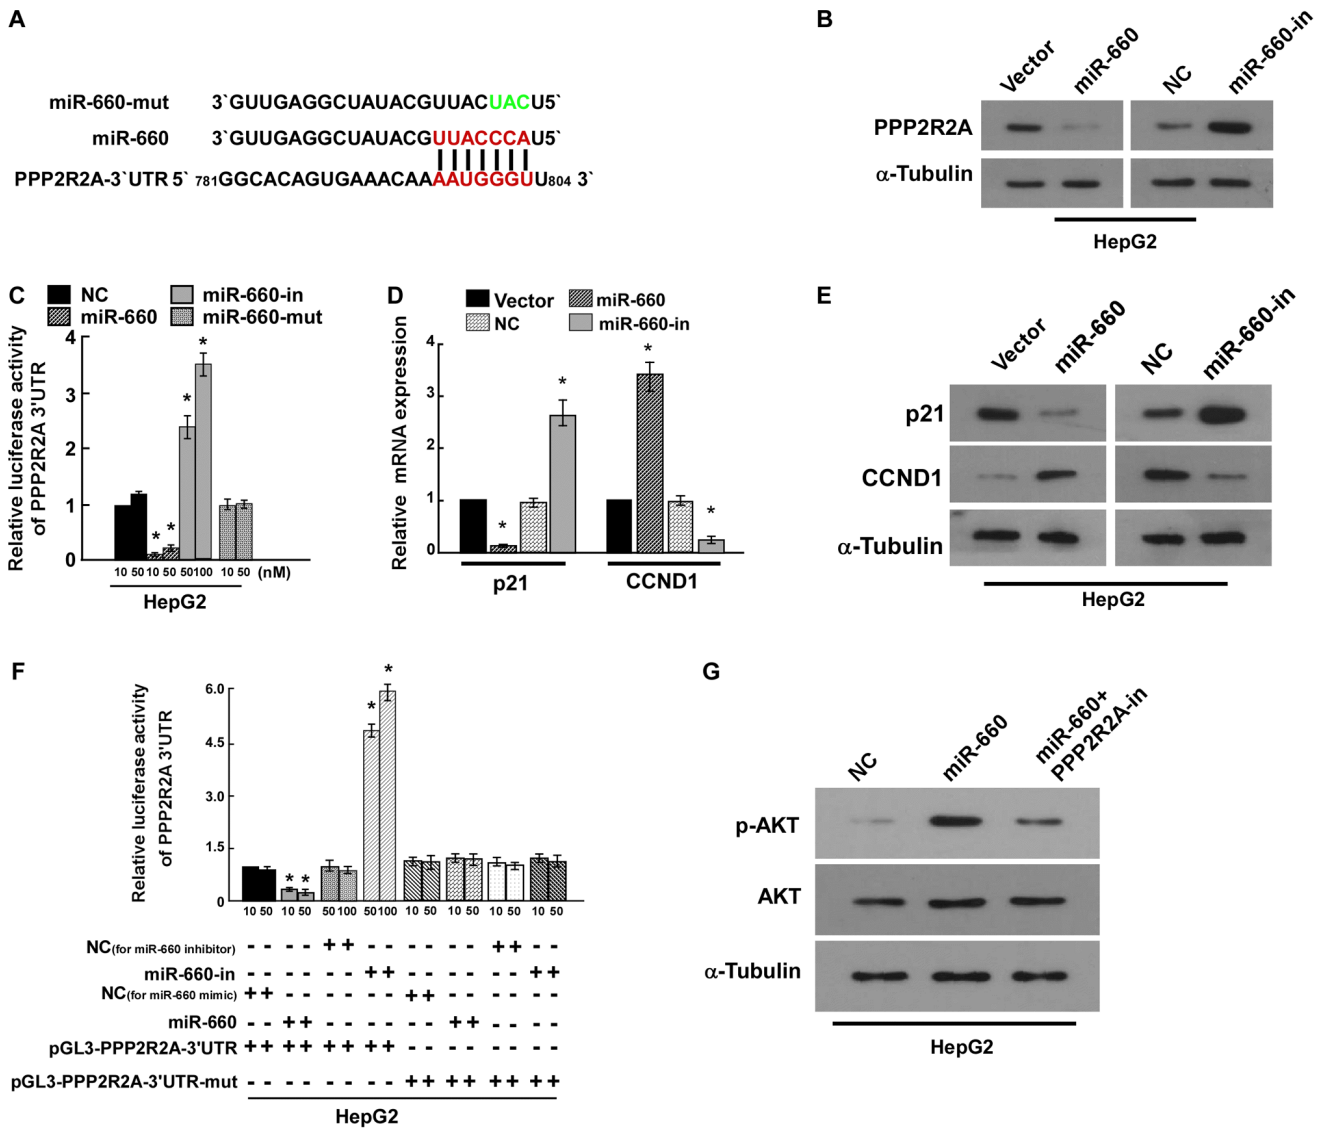 A
miR-660-mut 3`GUUGAGGCUAUACGUUACUACU5`
miR-660 3`GUUGAGGCUAUACGUUACCCAU5`
PPP2R2A-3`UTR 5` 781GGCACAGUGAAACAAAAUGGGUU804 3`
B
Vector miR-660 NC miR-660-in
PPP2R2A
α-Tubulin
HepG2
C
NC miR-660-in
miR-660 miR-660-mut
Relative luciferase activity
of PPP2R2A 3'UTR
4
3
2
1
0
10 50 10 50 50 100 10 50 (nM)
HepG2
D
Vector miR-660
NC miR-660-in
Relative mRNA expression
4
3
2
1
0
* * * *
p21 CCND1
* * * *
E
Vector miR-660 NC miR-660-in
p21
CCND1
α-Tubulin
HepG2
F
Relative luciferase activity
of PPP2R2A 3'UTR
6.0
4.5
3.0
1.5
0
* * * *
10 50 10 50 50 100 50 100 10 50 10 50 10 50 10 50
NC(for miR-660 inhibitor) - - - - + + - - - - - - + + - -
miR-660-in - - - - - - + + - - - - - - + +
NC(for miR-660 mimic) + + - - - - - - + + - - - - - -
miR-660 - - + + - - - - - - + + - - - -
pGL3-PPP2R2A-3'UTR + + + + + + + + - - - - - - - -
pGL3-PPP2R2A-3'UTR-mut - - - - - - - - + + + + + + + +
HepG2
G
NC miR-660 miR-660+
PPP2R2A-in
p-AKT
AKT
α-Tubulin
HepG2